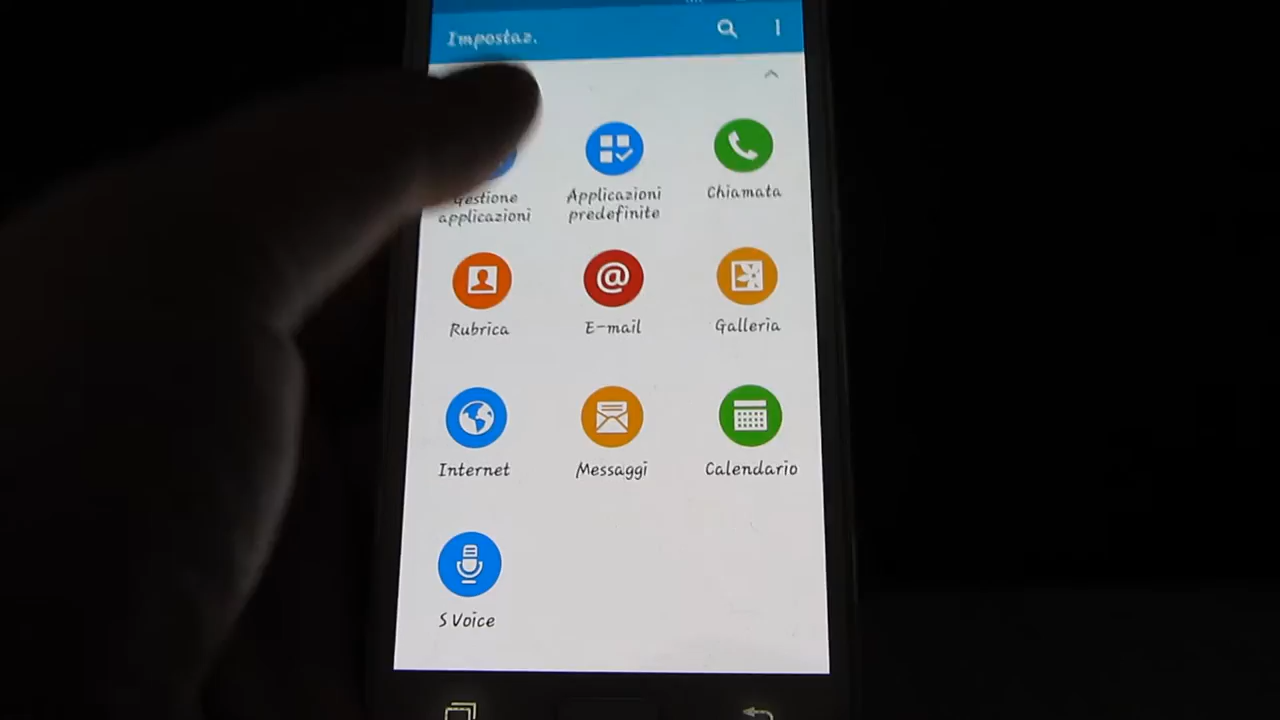 Impostaz.
Gestione
applicazioni
Applicazioni
predefinite
Chiamata
Rubrica
E-mail
Galleria
Internet
Messaggi
Calendario
S Voice